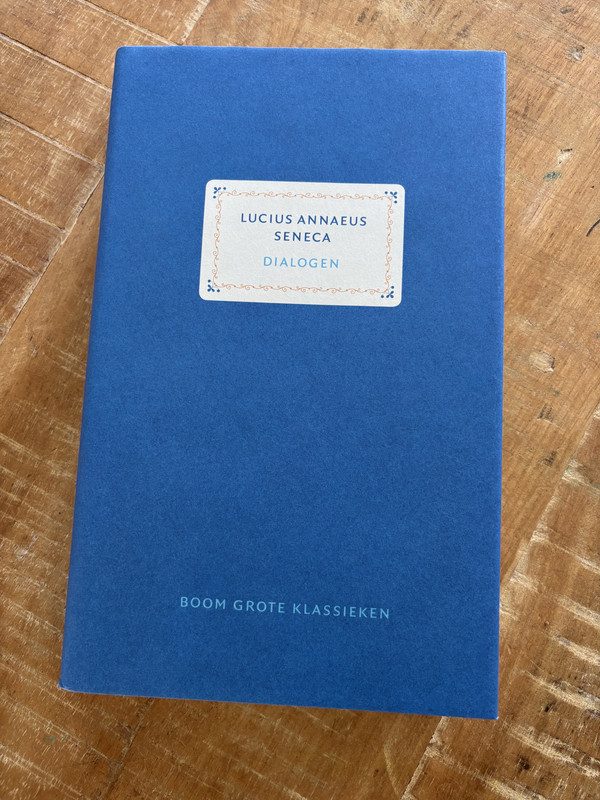 LUCIUS ANNAEUS
SENECA
DIALOGEN
BOOM GROTE KLASSIEKEN